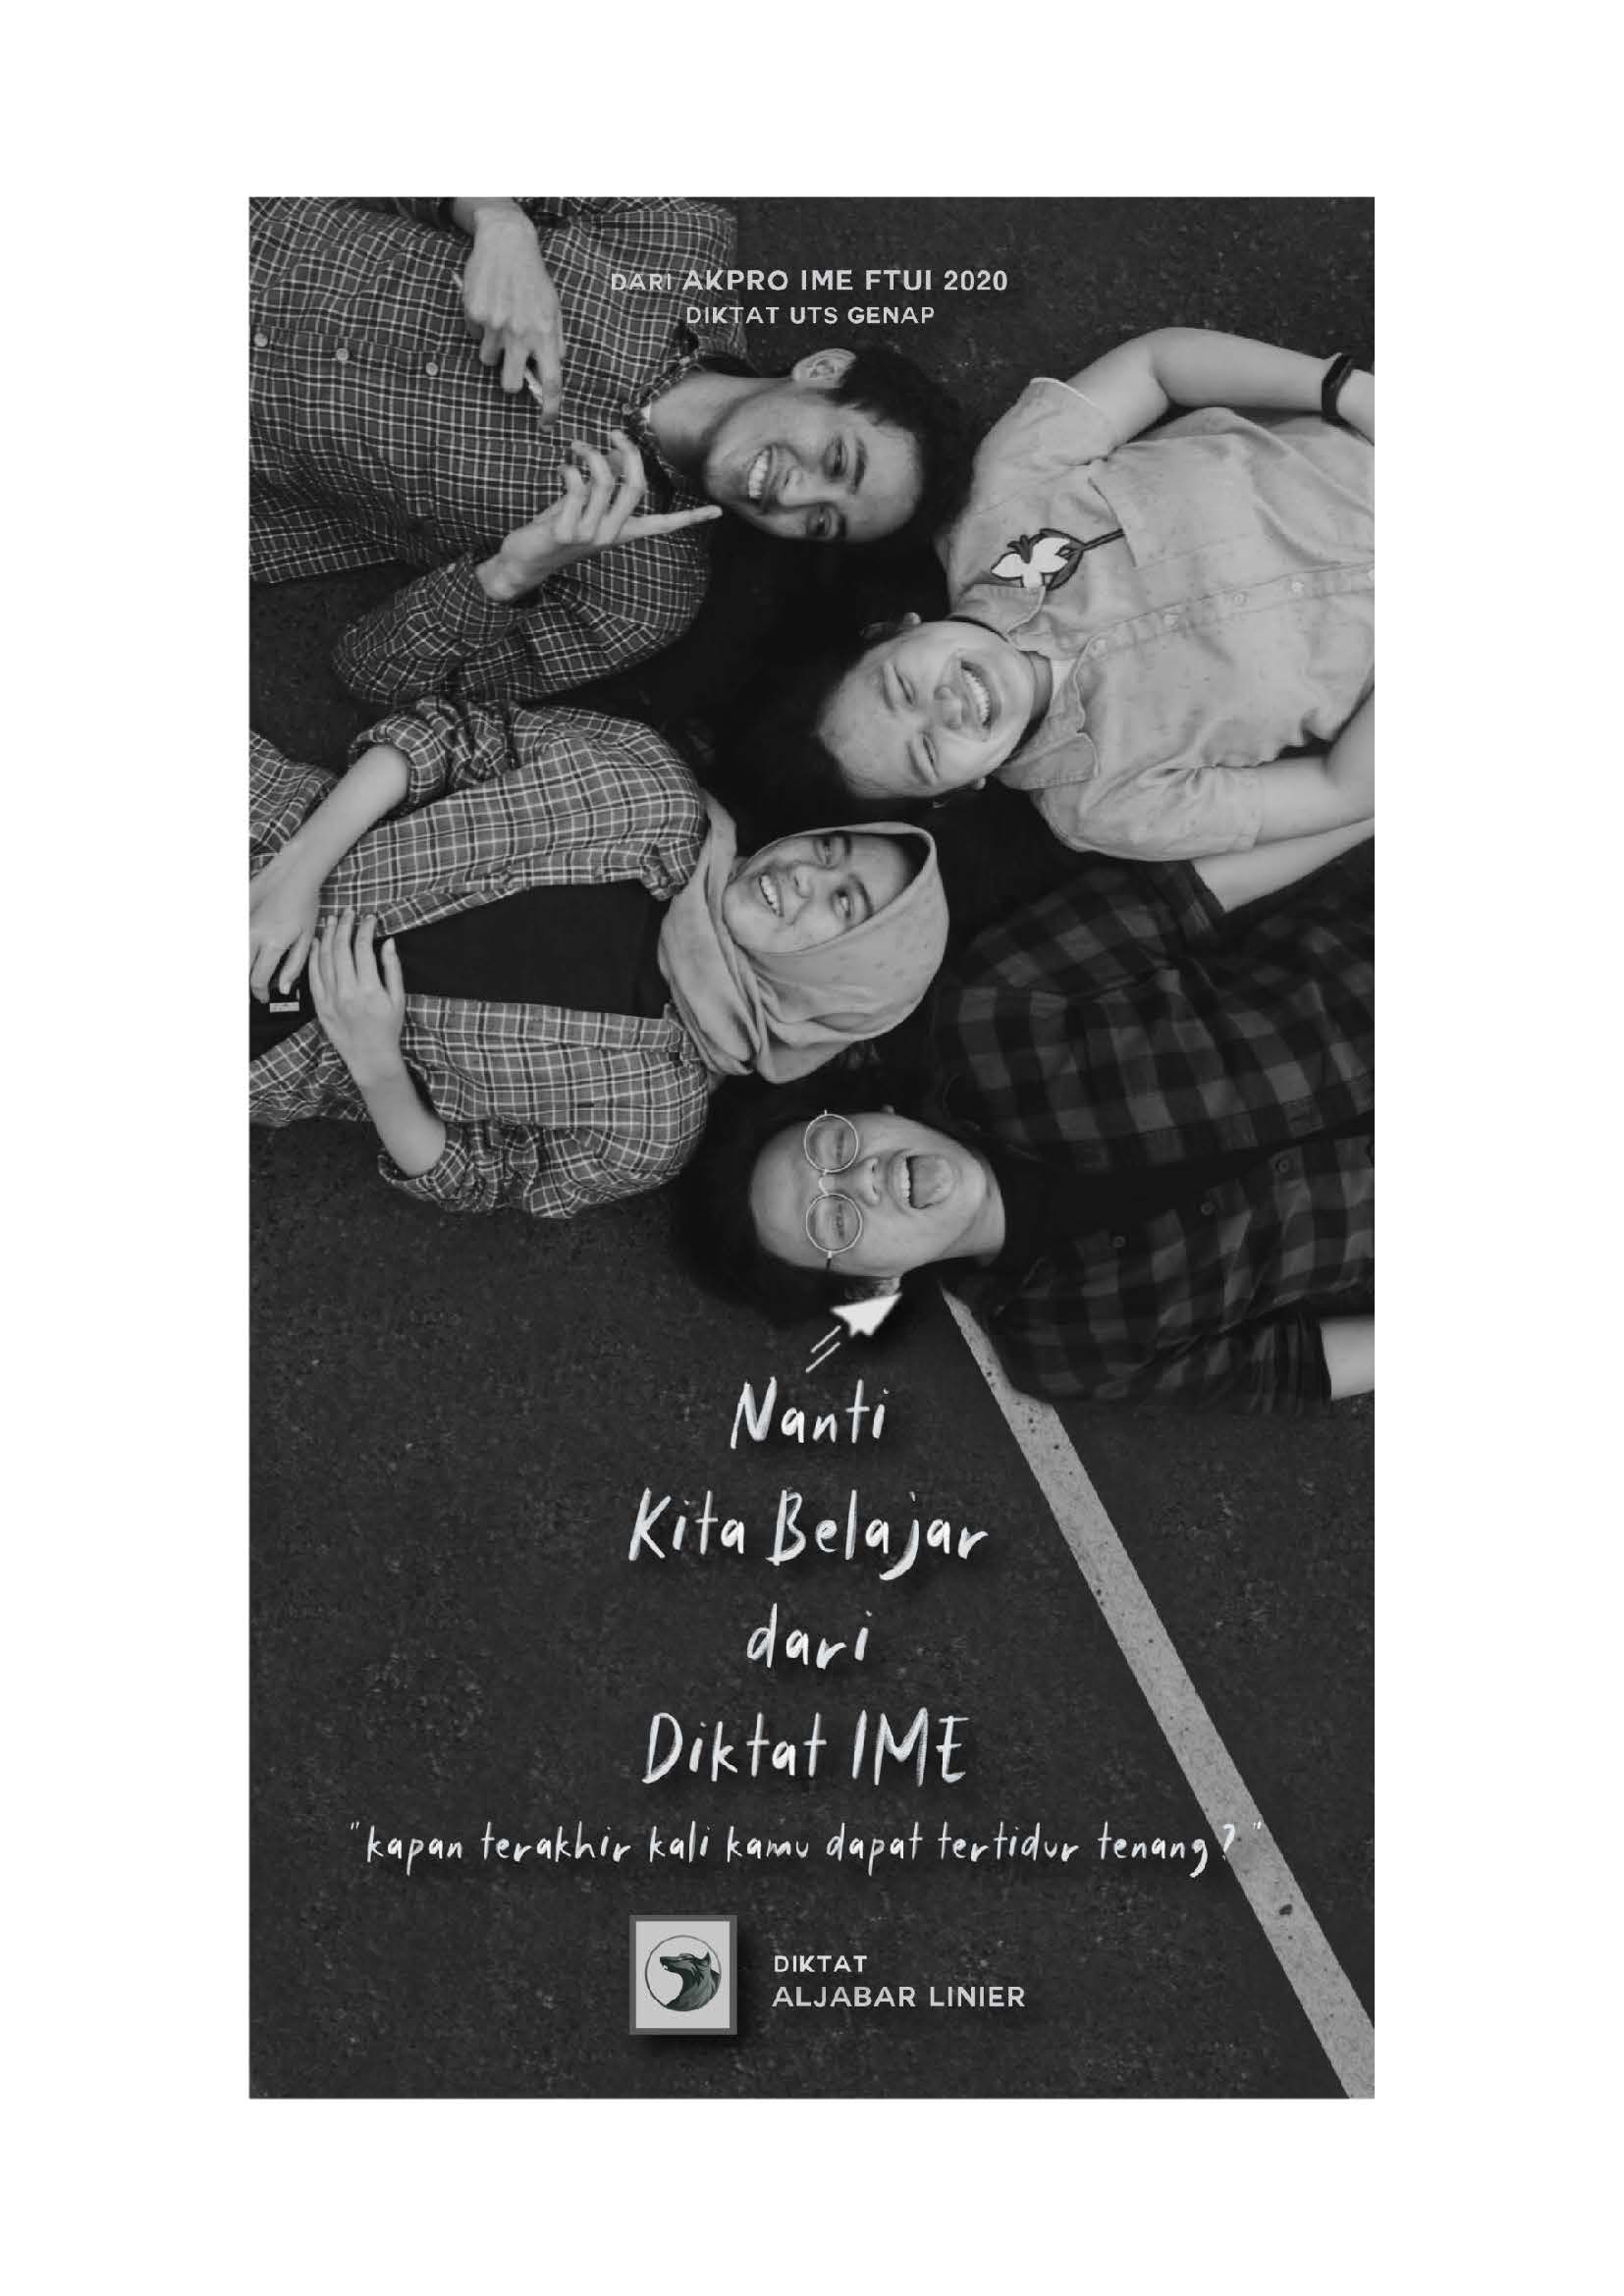 DARI AKPRO IME FTUI 2020
DIKTAT UTS GENAP
Nanti
Kita Belajar
dari
Diktat IME
"kapan terakhir kali kamu dapat tertidur tenang?"
DIKTAT
ALJABAR LINIER